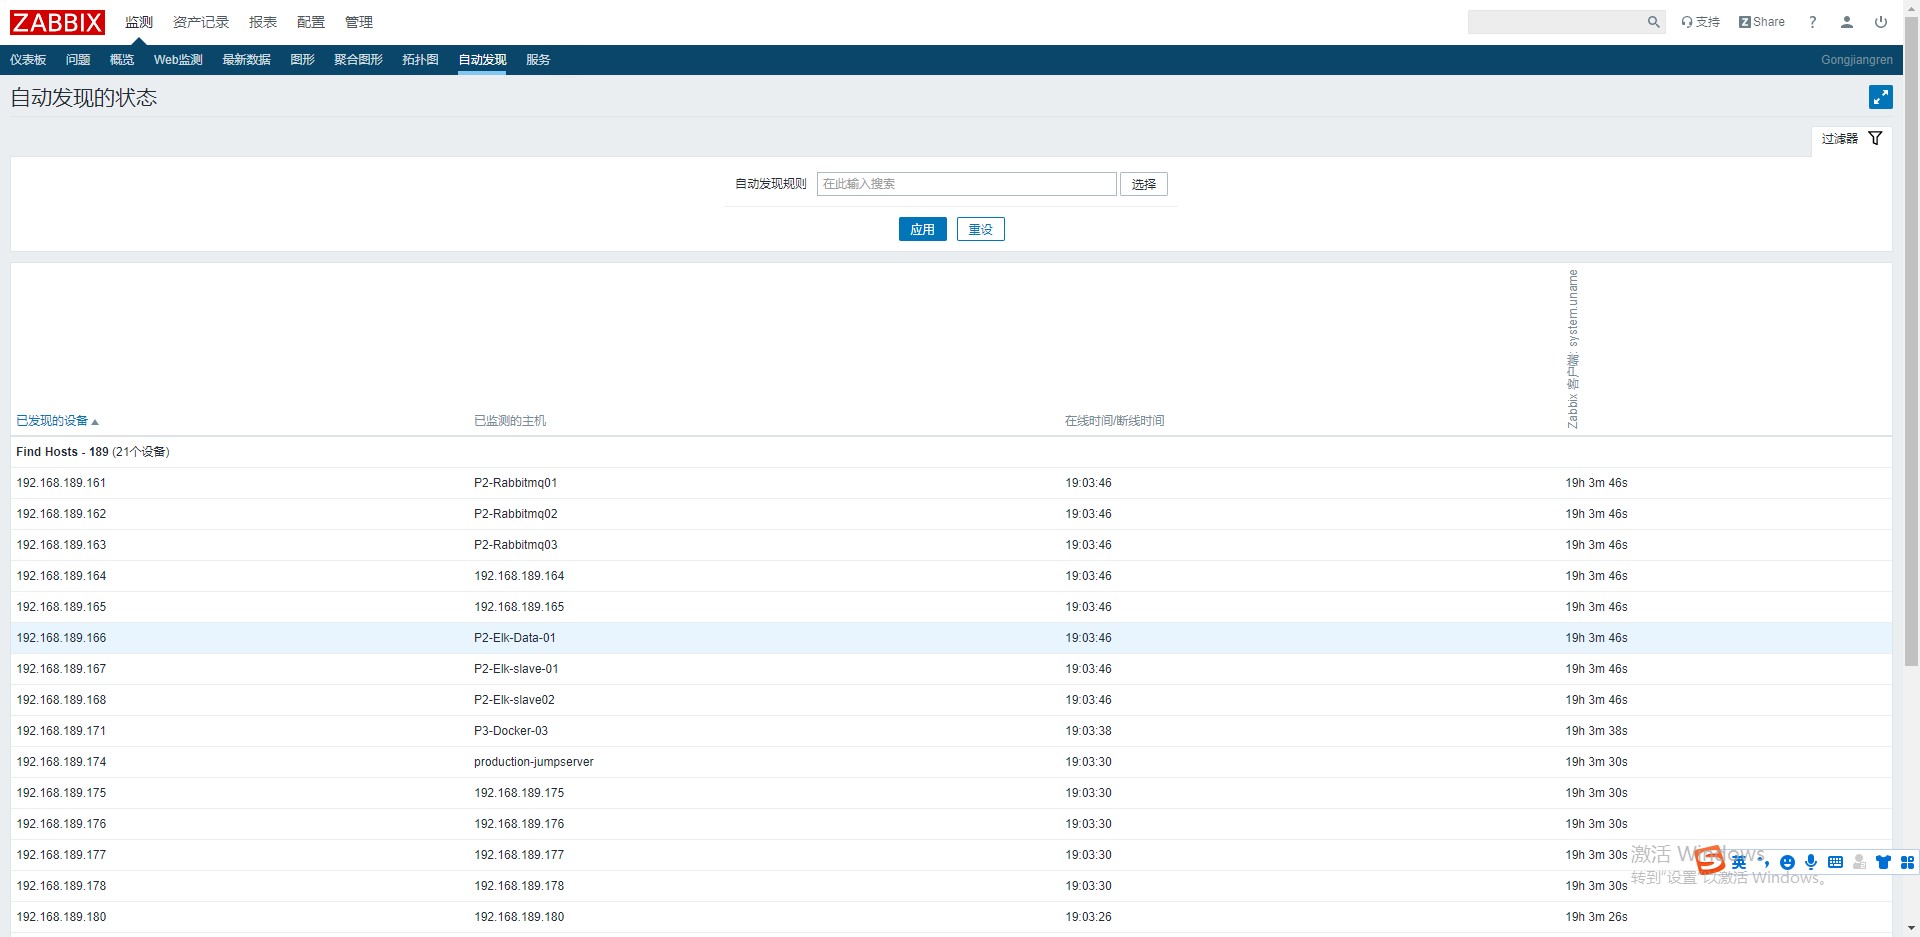 ZABBIX 监测 资产记录 报表 配置 管理 支持 Z Share ?
仪表板 问题 概览 Web监测 最新数据 图形 聚合图形 拓扑图 自动发现 服务 Gongjiangren
自动发现的状态
过滤器
自动发现规则 在此输入搜索 选择
应用 重设
已发现的设备 已监测的主机 在线时间/断线时间 Zabbix 客户端: system.uname
Find Hosts - 189 (21个设备)
192.168.189.161 P2-Rabbitmq01 19:03:46 19h 3m 46s
192.168.189.162 P2-Rabbitmq02 19:03:46 19h 3m 46s
192.168.189.163 P2-Rabbitmq03 19:03:46 19h 3m 46s
192.168.189.164 192.168.189.164 19:03:46 19h 3m 46s
192.168.189.165 192.168.189.165 19:03:46 19h 3m 46s
192.168.189.166 P2-Elk-Data-01 19:03:46 19h 3m 46s
192.168.189.167 P2-Elk-slave-01 19:03:46 19h 3m 46s
192.168.189.168 P2-Elk-slave02 19:03:46 19h 3m 46s
192.168.189.171 P3-Docker-03 19:03:38 19h 3m 38s
192.168.189.174 production-jumpserver 19:03:30 19h 3m 30s
192.168.189.175 192.168.189.175 19:03:30 19h 3m 30s
192.168.189.176 192.168.189.176 19:03:30 19h 3m 30s
192.168.189.177 192.168.189.177 19:03:30 19h 3m 30s
激活 Windows
英
192.168.189.178 192.168.189.178 19:03:30 19h 3m 30s
转到"设置"以激活 Windows。
192.168.189.180 192.168.189.180 19:03:26 19h 3m 26s